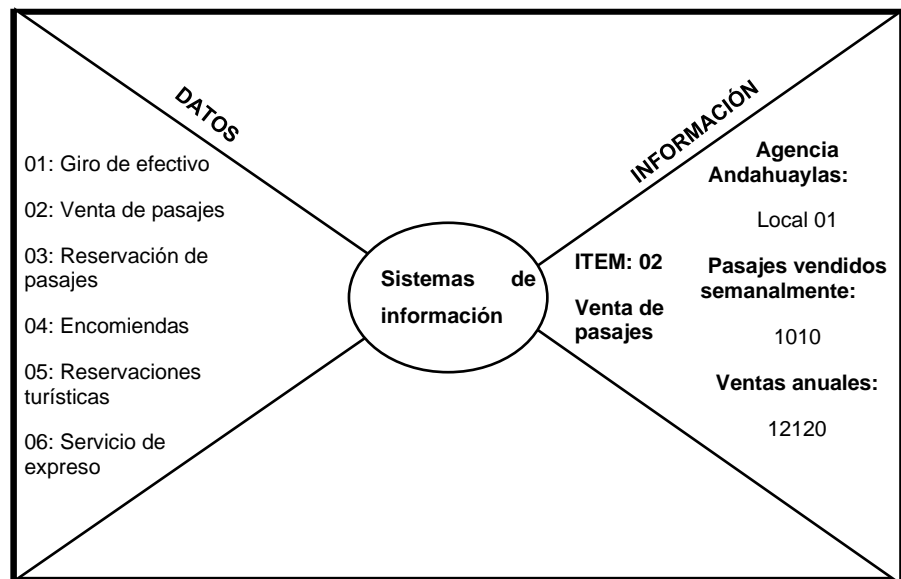 DATOS
01: Giro de efectivo
02: Venta de pasajes
03: Reservación de
pasajes
04: Encomiendas
05: Reservaciones
turísticas
06: Servicio de
expreso
Sistemas de
información
INFORMACIÓN
ITEM: 02
Venta de
pasajes
Agencia
Andahuaylas:
Local 01
Pasajes vendidos
semanalmente:
1010
Ventas anuales:
12120